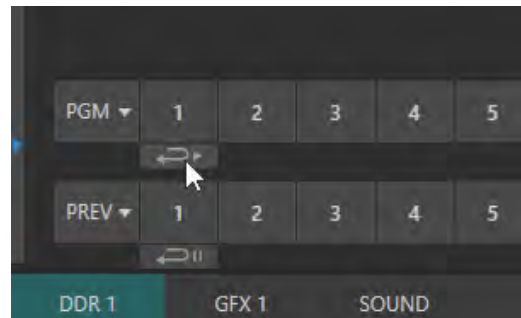 PGM 1 2 3 4 5
PREV 1 2 3 4 5
DDR 1 GFX 1 SOUND